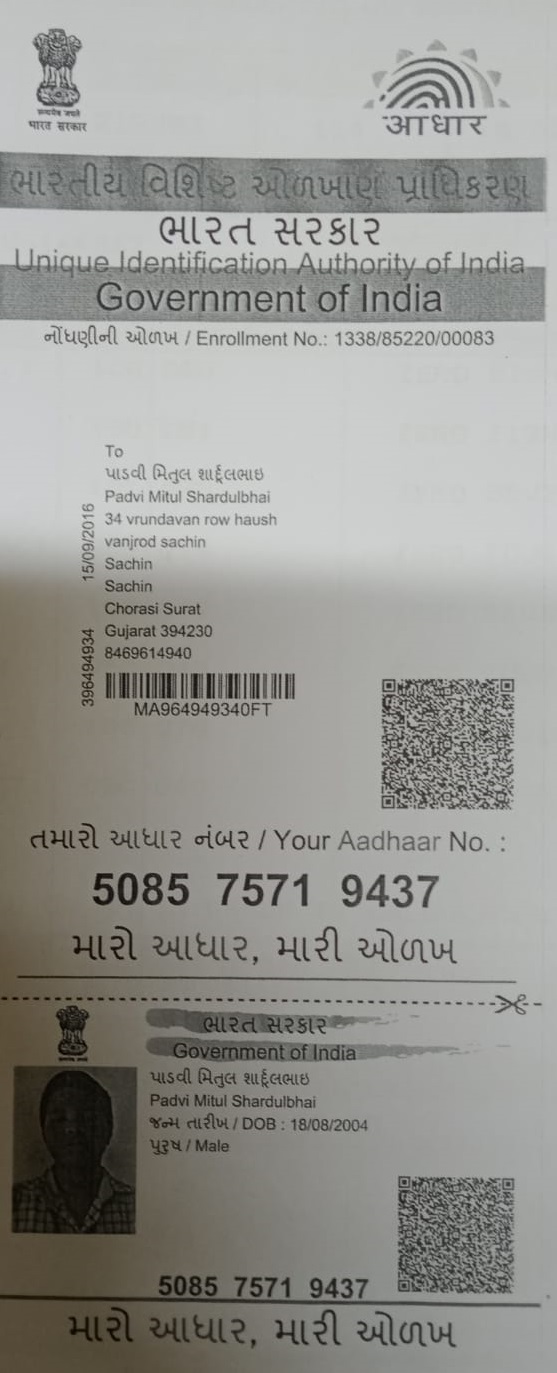 सत्यमेव जयते
भारत सरकार
आधार
ભારતીય વિશિષ્ટ ઓળખાણ પ્રાધિકરણ
ભારત સરકાર
Unique Identification Authority of India
Government of India
નોંધણીની ઓળખ / Enrollment No.: 1338/85220/00083
To
પાડવી મિતુલ શાર્દૂલભાઇ
Padvi Mitul Shardulbhai
34 vrundavan row haush
vanjrod sachin
Sachin
Sachin
Chorasi Surat
Gujarat 394230
8469614940
396494934 15/09/2016
MA964949340FT
તમારો આધાર નંબર / Your Aadhaar No. :
5085 7571 9437
મારો આધાર, મારી ઓળખ
ભારત સરકાર
Government of India
પાડવી મિતુલ શાર્દૂલભાઇ
Padvi Mitul Shardulbhai
જન્મ તારીખ / DOB : 18/08/2004
પુરુષ / Male
5085 7571 9437
મારો આધાર, મારી ઓળખ